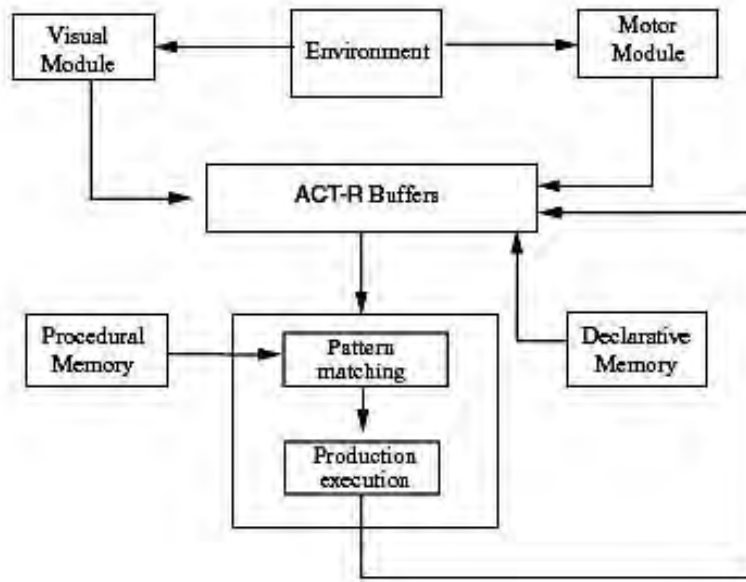 Visual
Module
Environment
Motor
Module
ACT-R Buffers
Procedural
Memory
Pattern
matching
Declarative
Memory
Production
execution